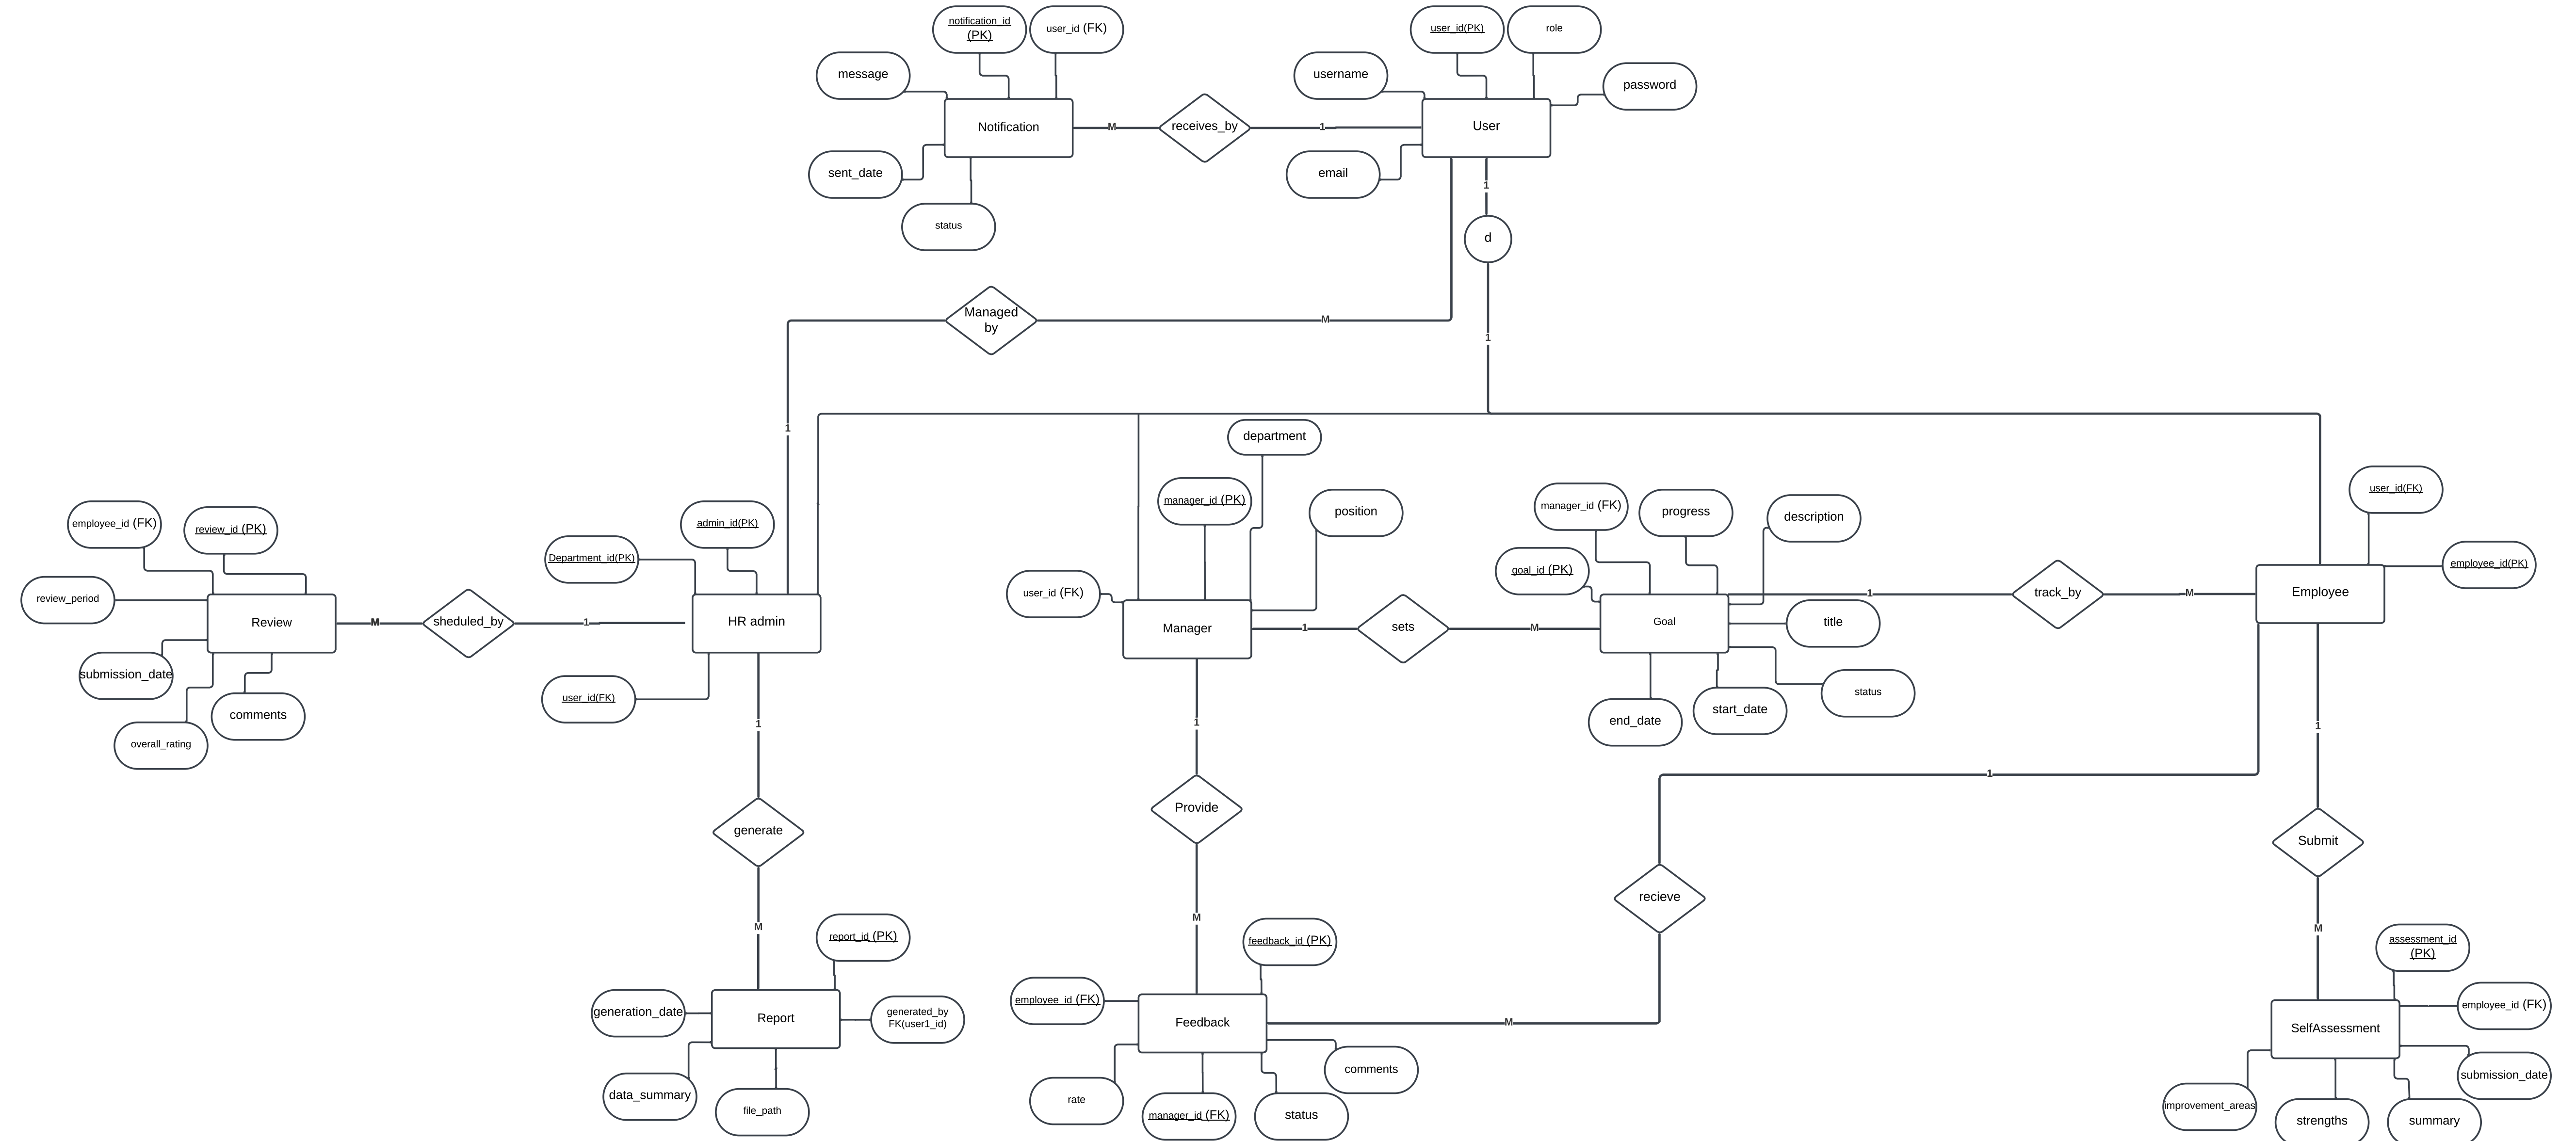 notification_id
(PK)
user_id (FK)
user_id(PK)
role
message
username
password
Notification
M
receives_by
1
User
sent_date
email
1
status
d
Managed
by
M
1
1
department
manager_id (PK)
position
manager_id (FK)
progress
description
user_id(FK)
employee_id (FK)
review_id (PK)
admin_id(PK)
Department_id(PK)
goal_id (PK)
employee_id(PK)
review_period
user_id (FK)
1
track_by
M
Employee
Review
M
sheduled_by
1
HR admin
Manager
1
sets
M
Goal
title
submission_date
user_id(FK)
status
comments
end_date
start_date
overall_rating
1
1
1
1
generate
Provide
Submit
recieve
M
M
M
report_id (PK)
feedback_id (PK)
assessment_id
(PK)
generation_date
Report
generated_by
FK(user1_id)
employee_id (FK)
Feedback
M
employee_id (FK)
SelfAssessment
comments
submission_date
data_summary
file_path
rate
manager_id (FK)
status
improvement_areas
strengths
summary